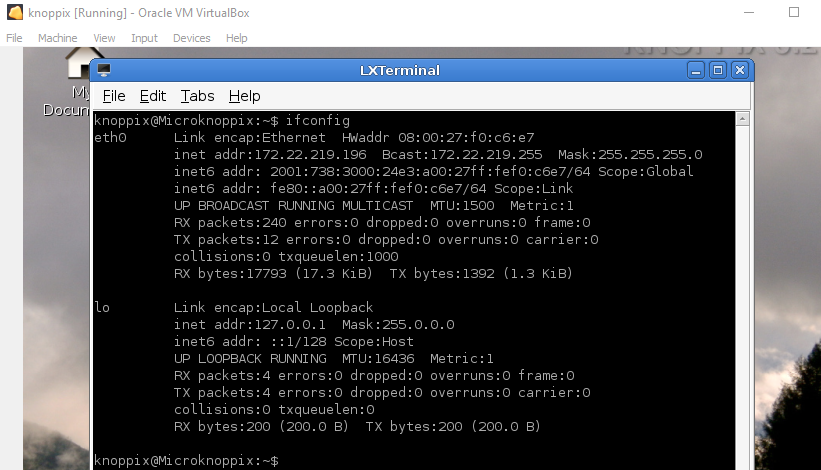 knoppix [Running] - Oracle VM VirtualBox
File Machine View Input Devices Help
KNOPPIX
My
Docum
LXTerminal
File Edit Tabs Help
knoppix@Microknoppix:~$ ifconfig
eth0 Link encap:Ethernet HWaddr 08:00:27:f0:c6:e7
inet addr:172.22.219.196 Bcast:172.22.219.255 Mask:255.255.255.0
inet6 addr: 2001:738:3000:24e3:a00:27ff:fef0:c6e7/64 Scope:Global
inet6 addr: fe80::a00:27ff:fef0:c6e7/64 Scope:Link
UP BROADCAST RUNNING MULTICAST MTU:1500 Metric:1
RX packets:240 errors:0 dropped:0 overruns:0 frame:0
TX packets:12 errors:0 dropped:0 overruns:0 carrier:0
collisions:0 txqueuelen:1000
RX bytes:17793 (17.3 KiB) TX bytes:1392 (1.3 KiB)
lo Link encap:Local Loopback
inet addr:127.0.0.1 Mask:255.0.0.0
inet6 addr: ::1/128 Scope:Host
UP LOOPBACK RUNNING MTU:16436 Metric:1
RX packets:4 errors:0 dropped:0 overruns:0 frame:0
TX packets:4 errors:0 dropped:0 overruns:0 carrier:0
collisions:0 txqueuelen:0
RX bytes:200 (200.0 B) TX bytes:200 (200.0 B)
knoppix@Microknoppix:~$